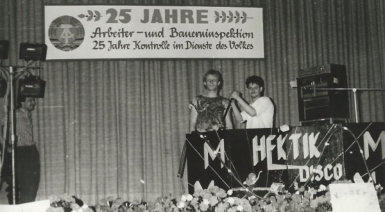 25 JAHRE
Arbeiter- und Bauerninspektion
25 Jahre Kontrolle im Dienste des Volkes
M HEKTIK M
DISCO